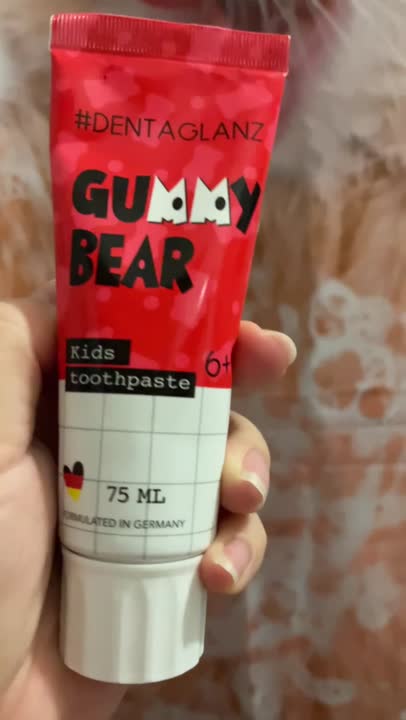 #DENTAGLANZ
GUMMY
BEAR
Kids
toothpaste
6+
75 ML
FORMULATED IN GERMANY